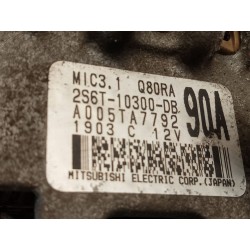 MIC3.1 Q80RA
2S6T-10300-DB
A005TA7792
1903 C 12V
90A
MITSUBISHI ELECTRIC CORP.(JAPAN)